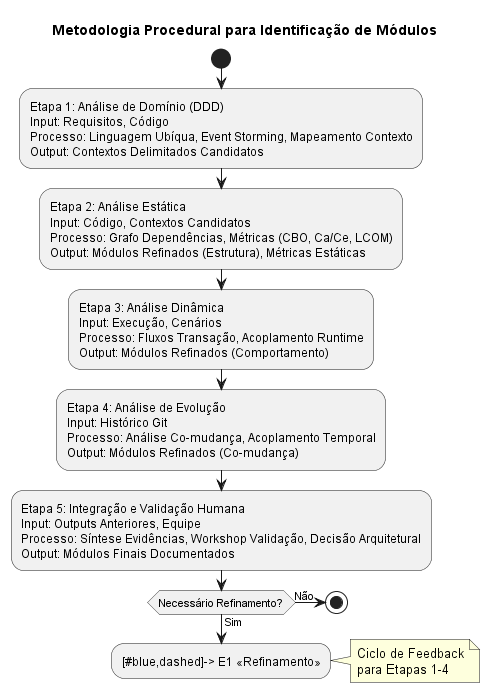 Metodologia Procedural para Identificação de Módulos
Etapa 1: Análise de Domínio (DDD)
Input: Requisitos, Código
Processo: Linguagem Ubíqua, Event Storming, Mapeamento Contexto
Output: Contextos Delimitados Candidatos
Etapa 2: Análise Estática
Input: Código, Contextos Candidatos
Processo: Grafo Dependências, Métricas (CBO, Ca/Ce, LCOM)
Output: Módulos Refinados (Estrutura), Métricas Estáticas
Etapa 3: Análise Dinâmica
Input: Execução, Cenários
Processo: Fluxos Transação, Acoplamento Runtime
Output: Módulos Refinados (Comportamento)
Etapa 4: Análise de Evolução
Input: Histórico Git
Processo: Análise Co-mudança, Acoplamento Temporal
Output: Módulos Refinados (Co-mudança)
Etapa 5: Integração e Validação Humana
Input: Outputs Anteriores, Equipe
Processo: Síntese Evidências, Workshop Validação, Decisão Arquitetural
Output: Módulos Finais Documentados
Necessário Refinamento?
Não
Sim
[#blue,dashed]-> E1 «Refinamento»
Ciclo de Feedback
para Etapas 1-4